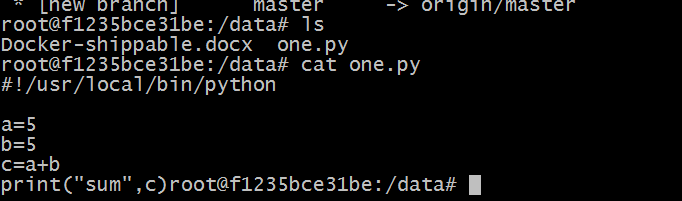 * [new branch]      master     -> origin/master
root@f1235bce31be:/data# ls
Docker-shippable.docx  one.py
root@f1235bce31be:/data# cat one.py
#!/usr/local/bin/python

a=5
b=5
c=a+b
print("sum",c)root@f1235bce31be:/data#